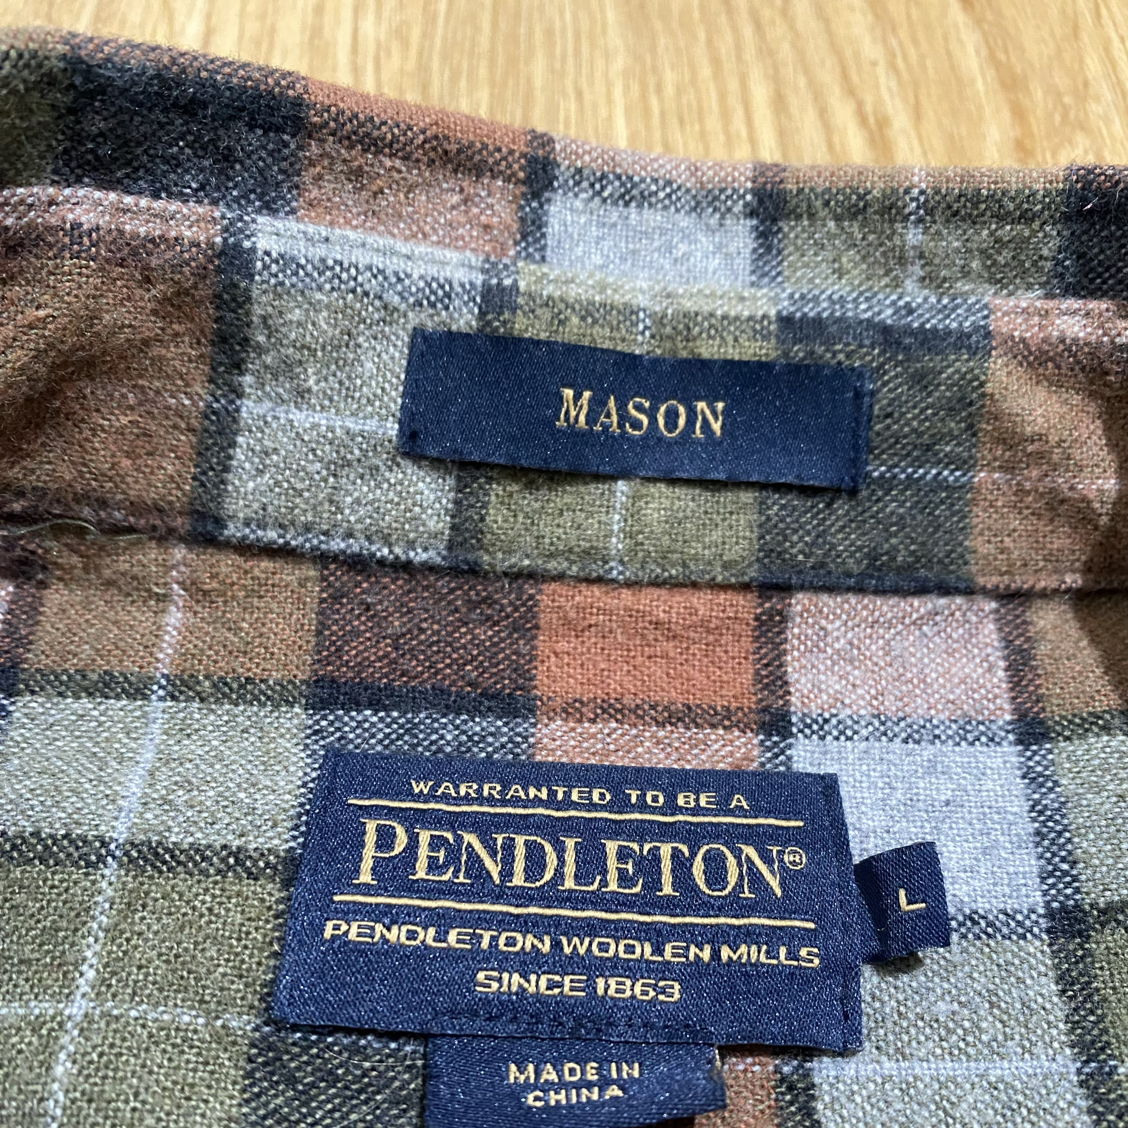 MASON
WARRANTED TO BE A
PENDLETON®
PENDLETON WOOLEN MILLS
SINCE 1863
L
MADE IN
CHINA